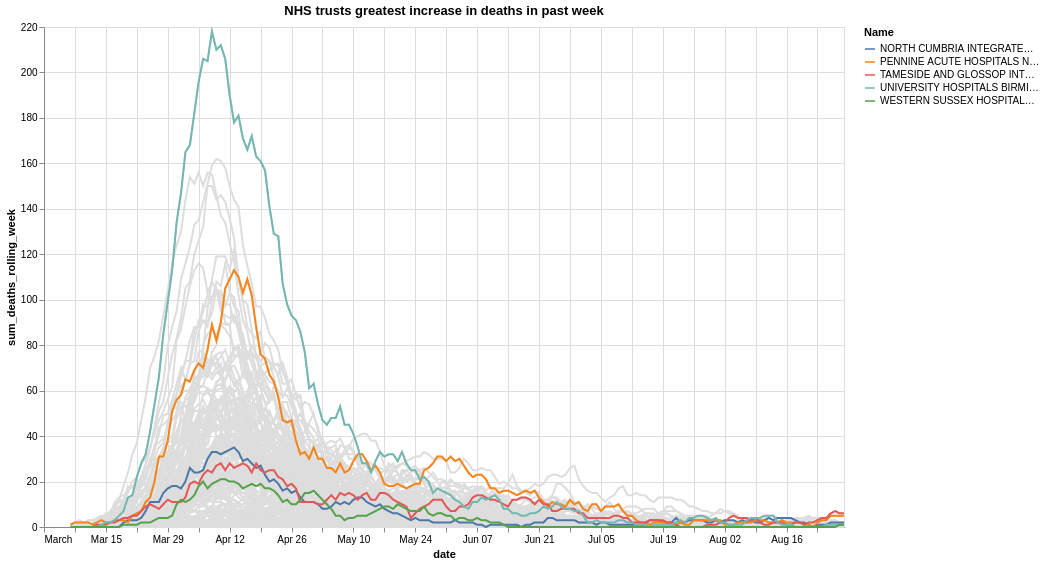 NHS trusts greatest increase in deaths in past week
Name
NORTH CUMBRIA INTEGRATE…
PENNINE ACUTE HOSPITALS N…
TAMESIDE AND GLOSSOP INT…
UNIVERSITY HOSPITALS BIRMI…
WESTERN SUSSEX HOSPITAL…
sum_deaths_rolling_week
220
200
180
160
140
120
100
80
60
40
20
0
March Mar 15 Mar 29 Apr 12 Apr 26 May 10 May 24 Jun 07 Jun 21 Jul 05 Jul 19 Aug 02 Aug 16
date